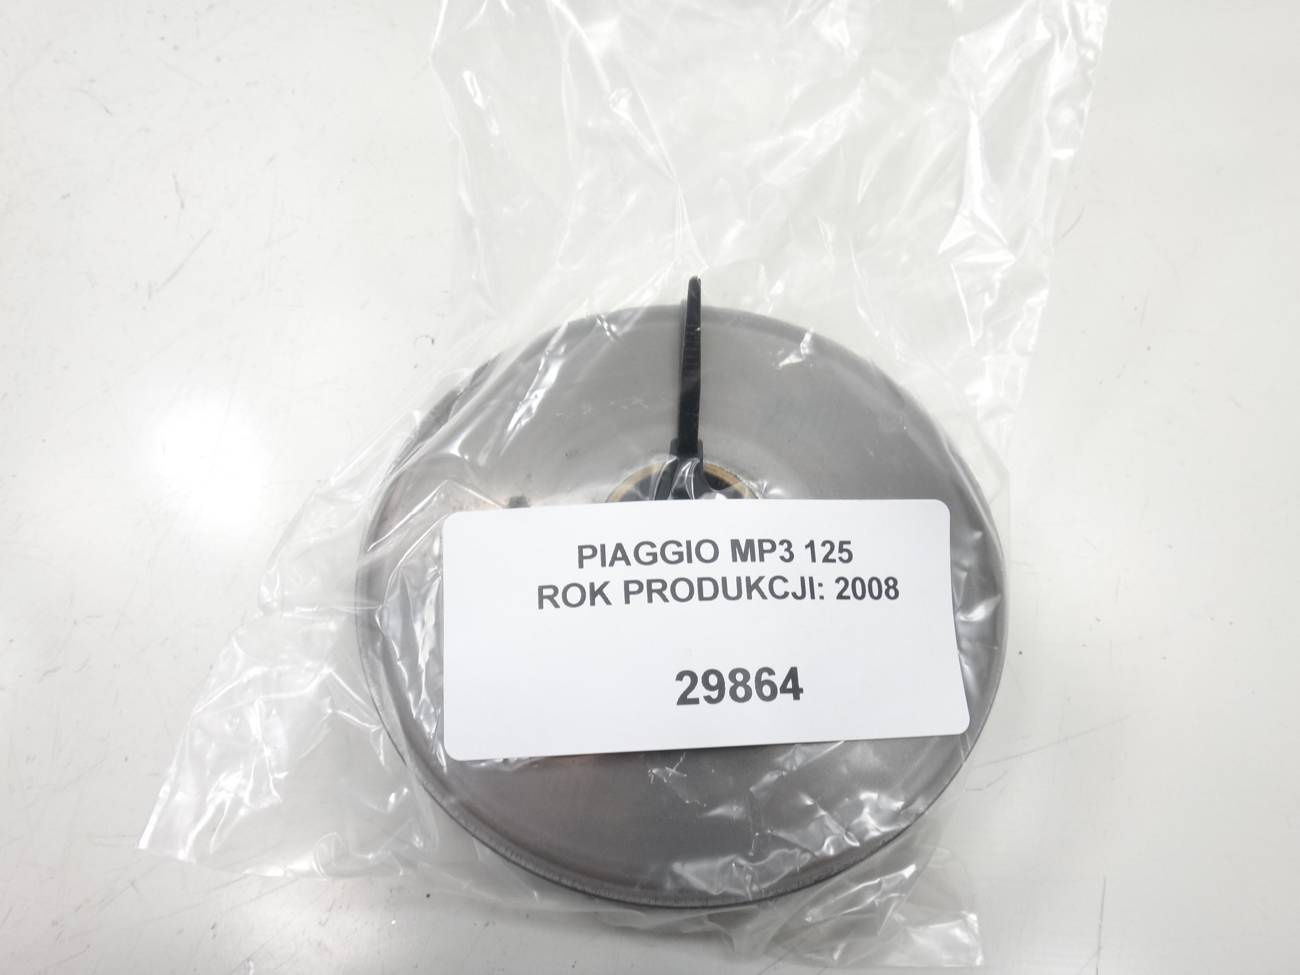 PIAGGIO MP3 125
ROK PRODUKCJI: 2008
29864